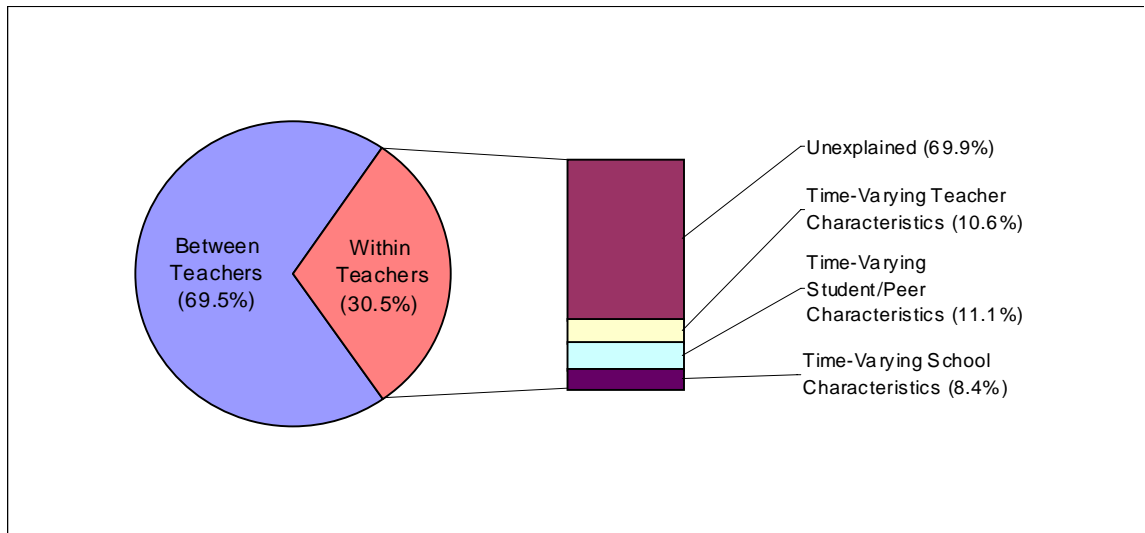 Between
Teachers
(69.5%)
Within
Teachers
(30.5%)
Unexplained (69.9%)
Time-Varying Teacher
Characteristics (10.6%)
Time-Varying
Student/Peer
Characteristics (11.1%)
Time-Varying School
Characteristics (8.4%)